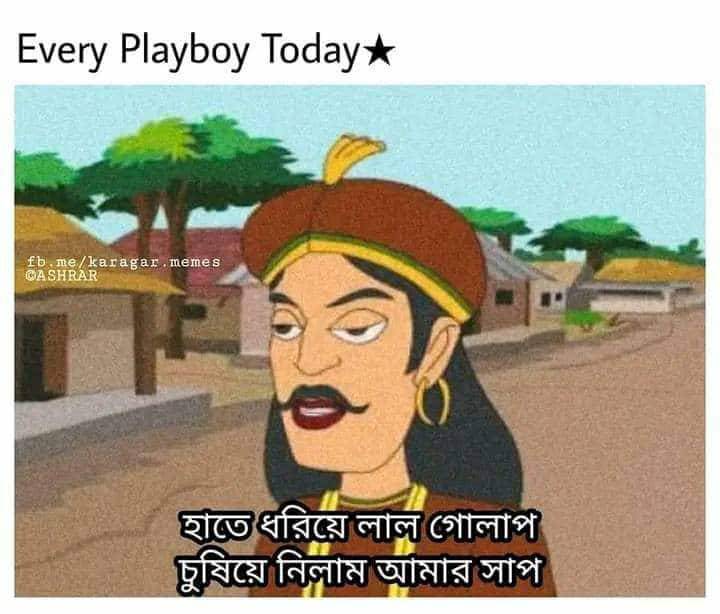 Every Playboy Today★
fb.me/karagar.memes
©ASHRAR
হাতে ধরিয়ে লাল গোলাপ
চুষিয়ে নিলাম আমার সাপ